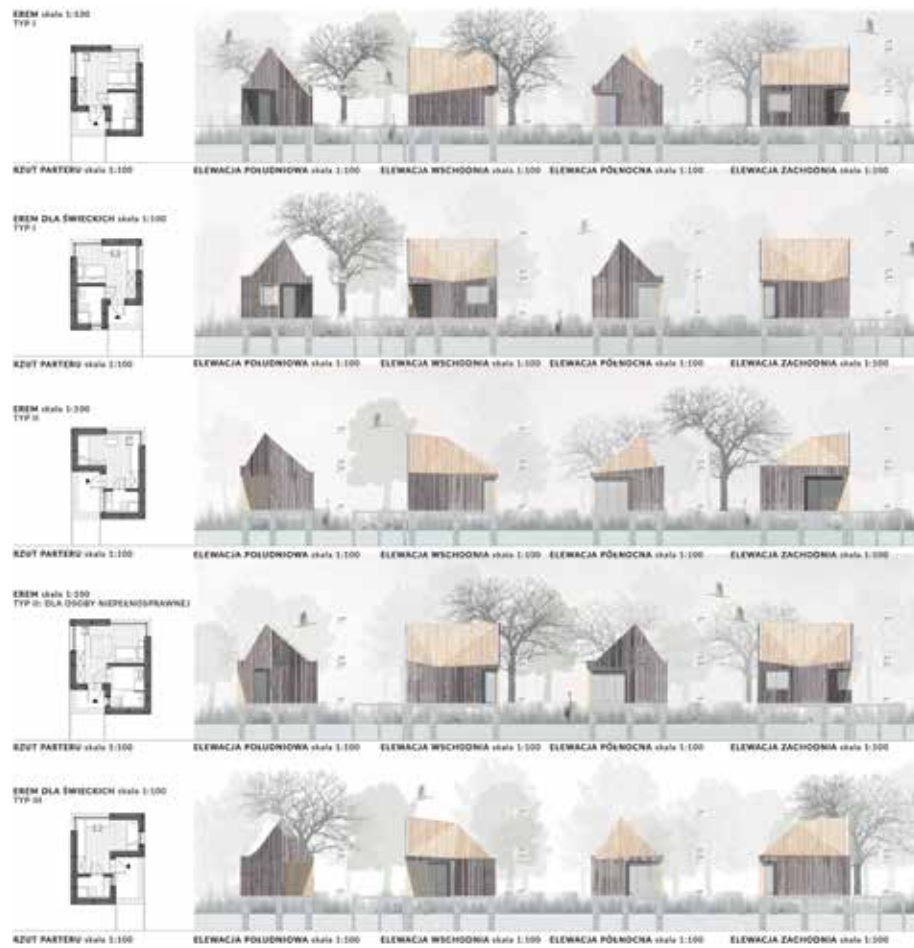 EREM skala 1:100
TYP I
RZUT PARTERU skala 1:100
ELEWACJA POŁUDNIOWA skala 1:100
ELEWACJA WSCHODNIA skala 1:100
ELEWACJA PÓŁNOCNA skala 1:100
ELEWACJA ZACHODNIA skala 1:100
EREM DLA ŚWIECKICH skala 1:100
TYP I
RZUT PARTERU skala 1:100
ELEWACJA POŁUDNIOWA skala 1:100
ELEWACJA WSCHODNIA skala 1:100
ELEWACJA PÓŁNOCNA skala 1:100
ELEWACJA ZACHODNIA skala 1:100
EREM skala 1:100
TYP II
RZUT PARTERU skala 1:100
ELEWACJA POŁUDNIOWA skala 1:100
ELEWACJA WSCHODNIA skala 1:100
ELEWACJA PÓŁNOCNA skala 1:100
ELEWACJA ZACHODNIA skala 1:100
EREM skala 1:100
TYP II: DLA OSOBY NIEPEŁNOSPRAWNEJ
RZUT PARTERU skala 1:100
ELEWACJA POŁUDNIOWA skala 1:100
ELEWACJA WSCHODNIA skala 1:100
ELEWACJA PÓŁNOCNA skala 1:100
ELEWACJA ZACHODNIA skala 1:100
EREM DLA ŚWIECKICH skala 1:100
TYP III
RZUT PARTERU skala 1:100
ELEWACJA POŁUDNIOWA skala 1:100
ELEWACJA WSCHODNIA skala 1:100
ELEWACJA PÓŁNOCNA skala 1:100
ELEWACJA ZACHODNIA skala 1:100